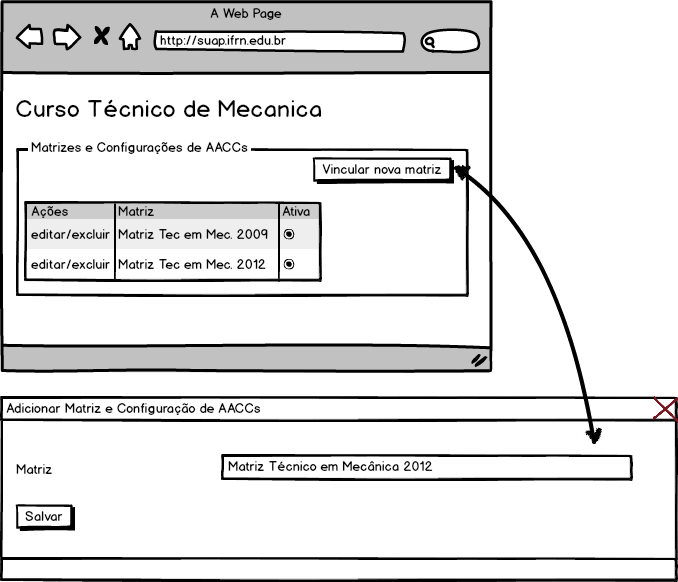 A Web Page
http://suap.ifrn.edu.br
Curso Técnico de Mecanica
Matrizes e Configurações de AACCs
Vincular nova matriz
Ações Matriz Ativa
editar/excluir Matriz Tec em Mec. 2009
editar/excluir Matriz Tec em Mec. 2012
Adicionar Matriz e Configuração de AACCs
Matriz Matriz Técnico em Mecânica 2012
Salvar